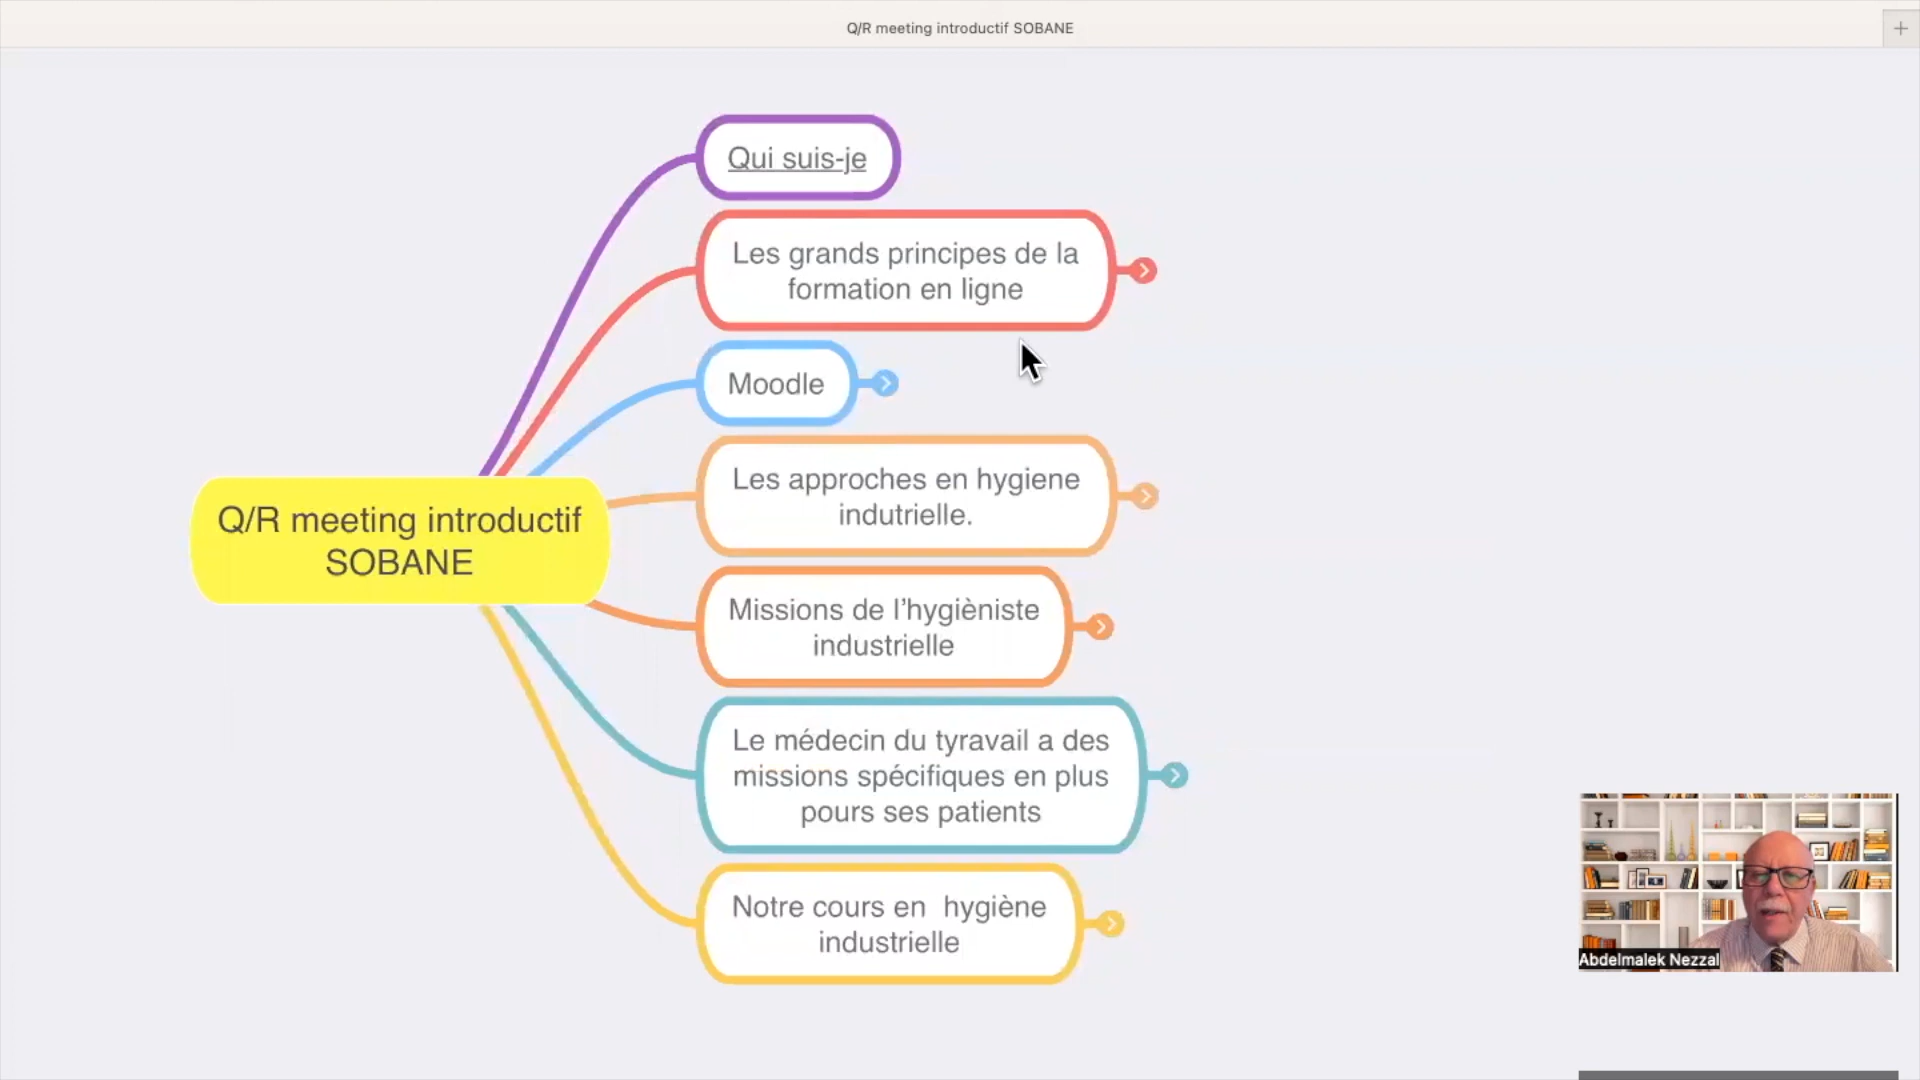 Q/R meeting introductif SOBANE
Qui suis-je
Les grands principes de la
formation en ligne
Moodle
Les approches en hygiene
indutrielle.
Q/R meeting introductif
SOBANE
Missions de l’hygièniste
industrielle
Le médecin du tyravail a des
missions spécifiques en plus
pours ses patients
Notre cours en  hygiène
industrielle
Abdelmalek Nezzal